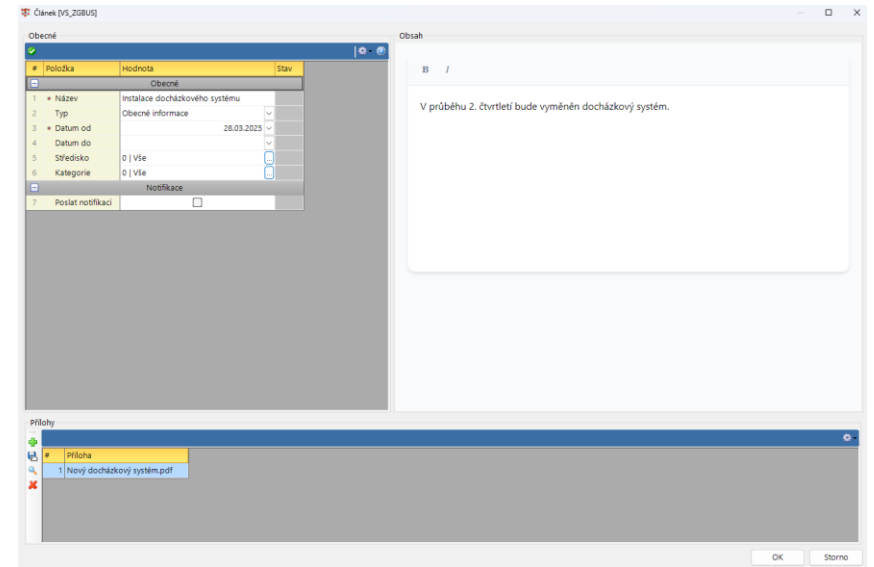 Článek [VS_ZGBUS]
Obecné
# Položka Hodnota Stav
Obecné
1 * Název Instalace docházkového systému
2 Typ Obecné informace
3 * Datum od 28.03.2025
4 Datum do
5 Středisko 0 | Vše ...
6 Kategorie 0 | Vše ...
Notifikace
7 Poslat notifikaci
Obsah
B I
V průběhu 2. čtvrtletí bude vyměněn docházkový systém.
Přílohy
# Příloha
1 Nový docházkový systém.pdf
OK Storno